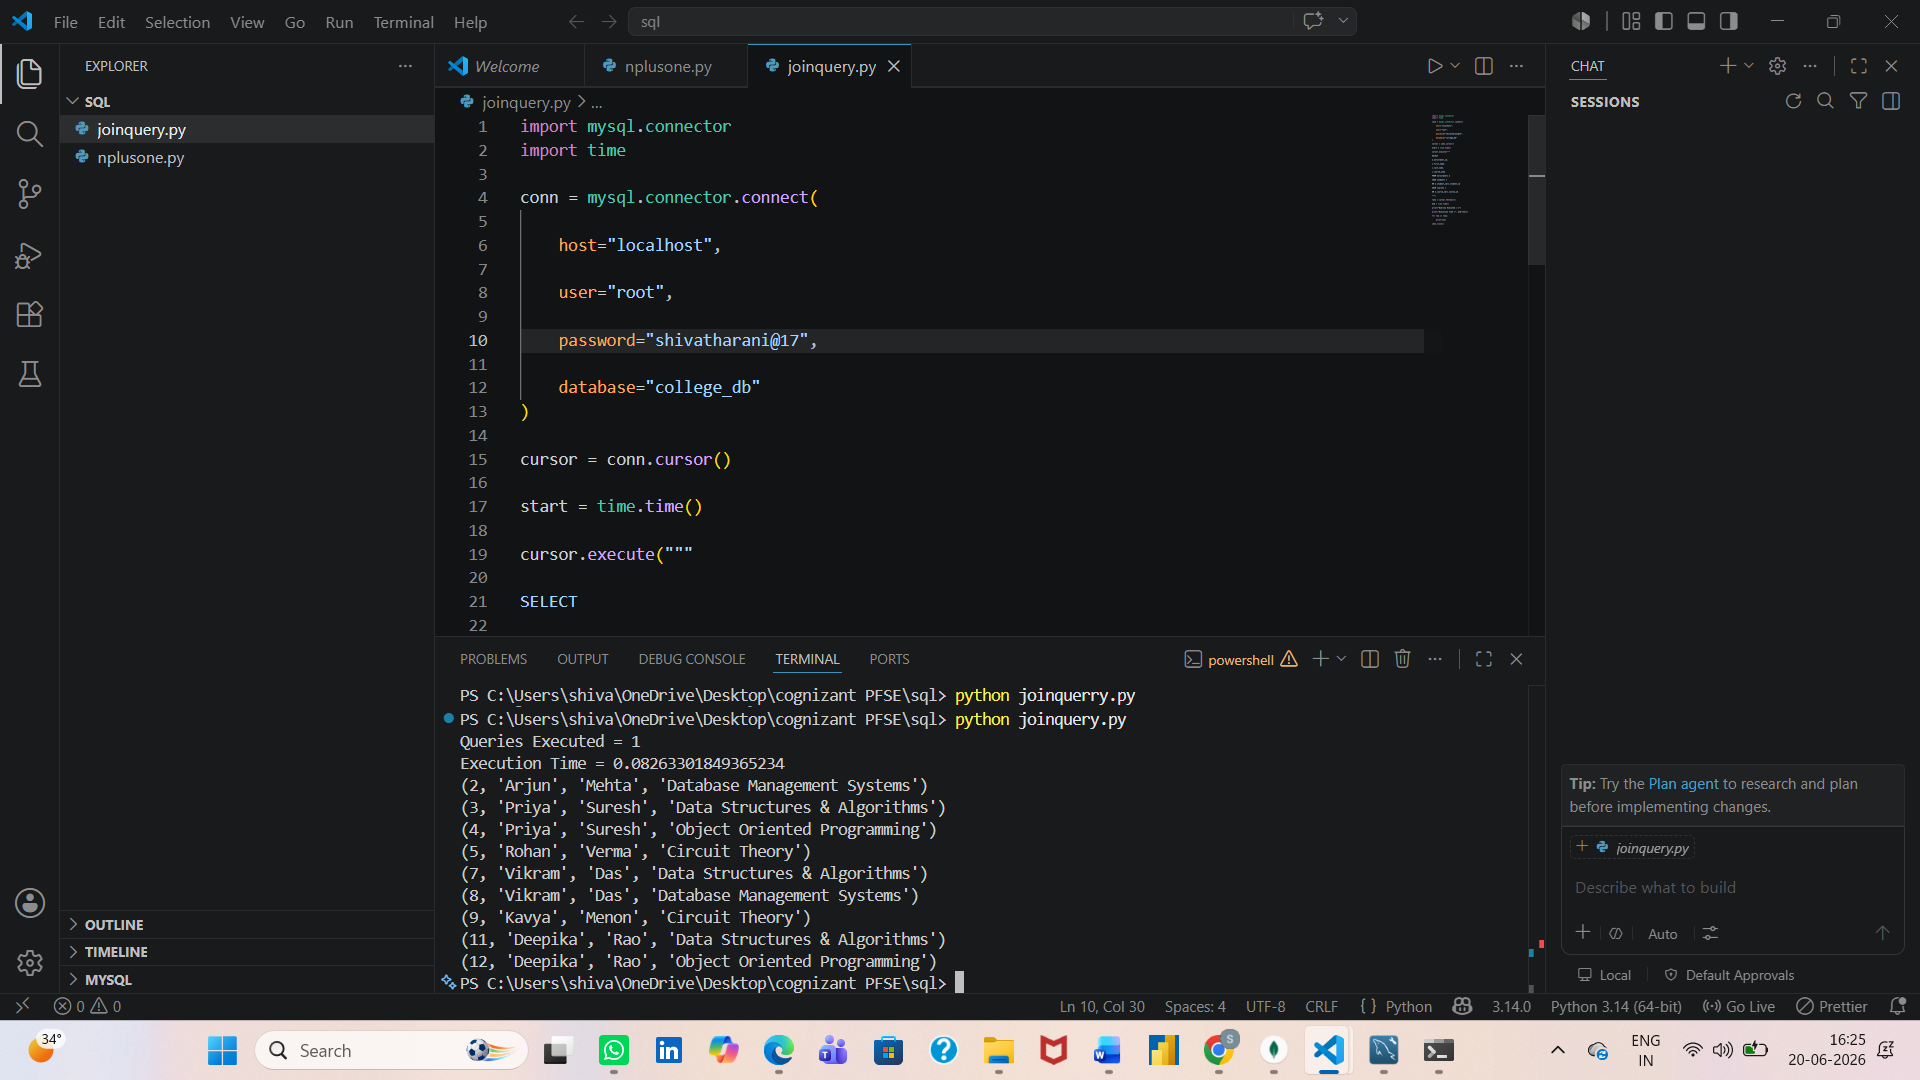 File Edit Selection View Go Run Terminal Help
sql
EXPLORER
SQL
joinquery.py
nplusone.py
OUTLINE
TIMELINE
MYSQL
Welcome
nplusone.py
joinquery.py
joinquery.py > ...
1 import mysql.connector
2 import time
3
4 conn = mysql.connector.connect(
5
6 host="localhost",
7
8 user="root",
9
10 password="shivatharani@17",
11
12 database="college_db"
13 )
14
15 cursor = conn.cursor()
16
17 start = time.time()
18
19 cursor.execute("""
20
21 SELECT
22
PROBLEMS OUTPUT DEBUG CONSOLE TERMINAL PORTS
powershell
PS C:\Users\shiva\OneDrive\Desktop\cognizant PFSE\sql> python joinquerry.py
PS C:\Users\shiva\OneDrive\Desktop\cognizant PFSE\sql> python joinquery.py
Queries Executed = 1
Execution Time = 0.08263301849365234
(2, 'Arjun', 'Mehta', 'Database Management Systems')
(3, 'Priya', 'Suresh', 'Data Structures & Algorithms')
(4, 'Priya', 'Suresh', 'Object Oriented Programming')
(5, 'Rohan', 'Verma', 'Circuit Theory')
(7, 'Vikram', 'Das', 'Data Structures & Algorithms')
(8, 'Vikram', 'Das', 'Database Management Systems')
(9, 'Kavya', 'Menon', 'Circuit Theory')
(11, 'Deepika', 'Rao', 'Data Structures & Algorithms')
(12, 'Deepika', 'Rao', 'Object Oriented Programming')
PS C:\Users\shiva\OneDrive\Desktop\cognizant PFSE\sql>
CHAT
SESSIONS
Tip: Try the Plan agent to research and plan
before implementing changes.
joinquery.py
Describe what to build
Auto
Local Default Approvals
0 0
Ln 10, Col 30 Spaces: 4 UTF-8 CRLF { } Python 3.14.0 Python 3.14 (64-bit) Go Live Prettier
34°
Search
S
ENG
IN
16:25
20-06-2026